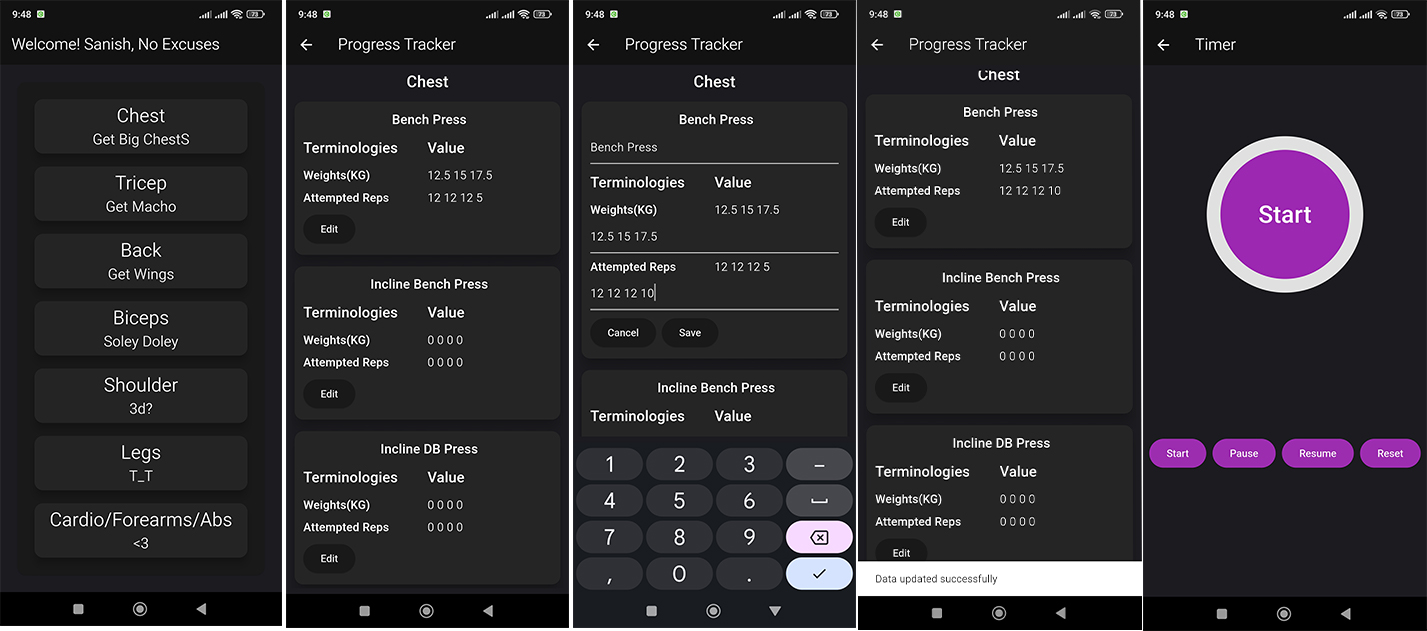 9:48
73
Welcome! Sanish, No Excuses
Chest
Get Big ChestS
Tricep
Get Macho
Back
Get Wings
Biceps
Soley Doley
Shoulder
3d?
Legs
T_T
Cardio/Forearms/Abs
<3
9:48
73
Progress Tracker
Chest
Bench Press
Terminologies Value
Weights(KG) 12.5 15 17.5
Attempted Reps 12 12 12 5
Edit
Incline Bench Press
Terminologies Value
Weights(KG) 0 0 0 0
Attempted Reps 0 0 0 0
Edit
Incline DB Press
Terminologies Value
Weights(KG) 0 0 0 0
Attempted Reps 0 0 0 0
Edit
9:48
73
Progress Tracker
Chest
Bench Press
Bench Press
Terminologies Value
Weights(KG) 12.5 15 17.5
12.5 15 17.5
Attempted Reps 12 12 12 5
12 12 12 10
Cancel Save
Incline Bench Press
Terminologies Value
1 2 3 –
4 5 6
7 8 9
, 0 .
9:48
73
Progress Tracker
Chest
Bench Press
Terminologies Value
Weights(KG) 12.5 15 17.5
Attempted Reps 12 12 12 10
Edit
Incline Bench Press
Terminologies Value
Weights(KG) 0 0 0 0
Attempted Reps 0 0 0 0
Edit
Incline DB Press
Terminologies Value
Weights(KG) 0 0 0 0
Attempted Reps 0 0 0 0
Edit
Data updated successfully
9:48
73
Timer
Start
Start Pause Resume Reset